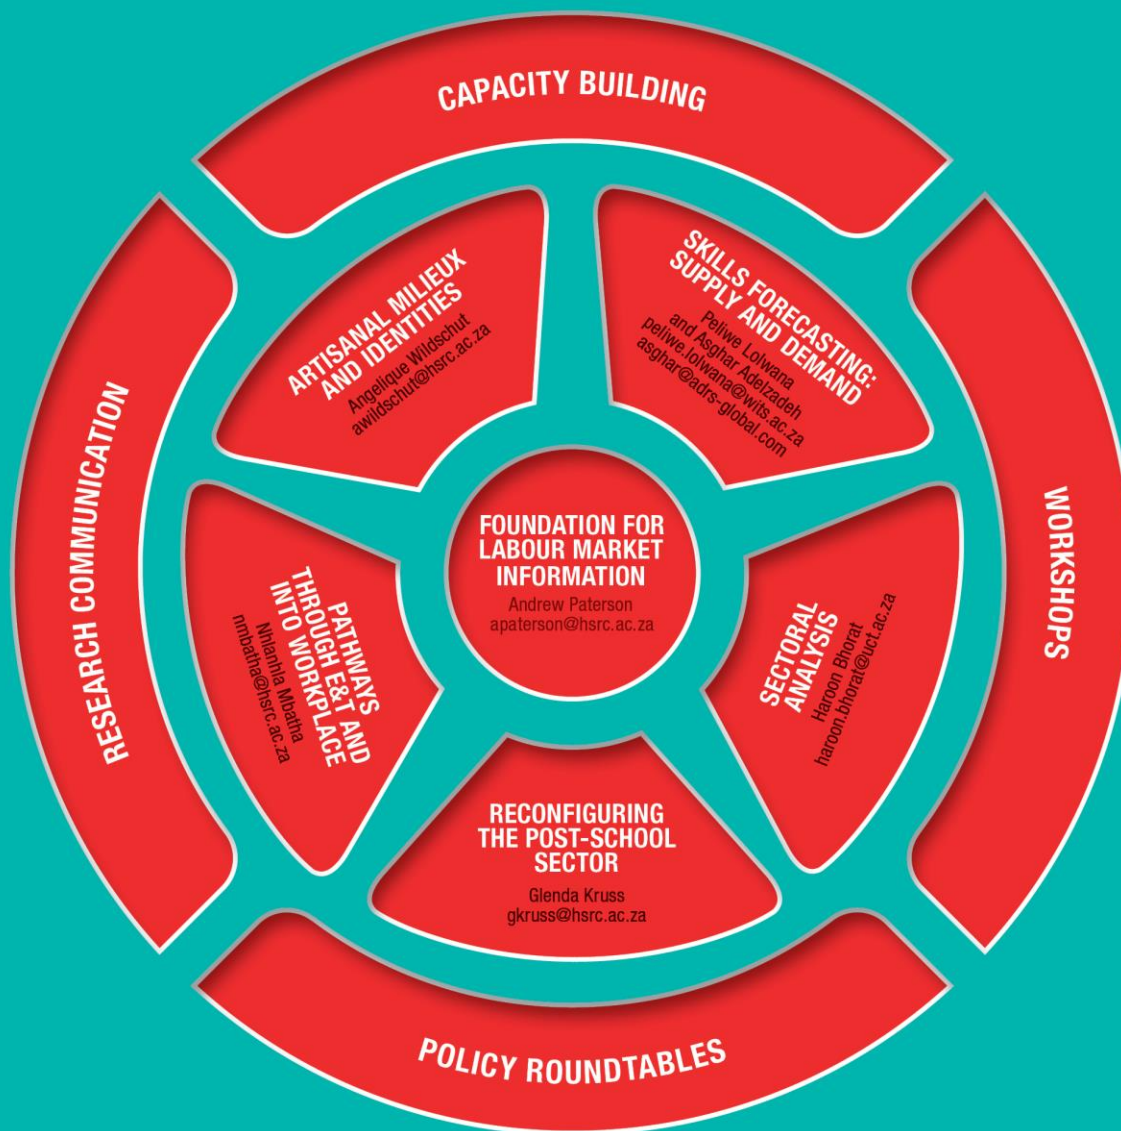 CAPACITY BUILDING
ARTISANAL MILIEUX
AND IDENTITIES
Angelique Wildschut
awildschut@hsrc.ac.za
SKILLS FORECASTING:
SUPPLY AND DEMAND
Peliwe Lolwana
and Asghar Adelzadeh
peliwe.lolwana@wits.ac.za
asghar@adrs-global.com
RESEARCH COMMUNICATION
WORKSHOPS
FOUNDATION FOR
LABOUR MARKET
INFORMATION
Andrew Paterson
apaterson@hsrc.ac.za
PATHWAYS
THROUGH E&T AND
INTO WORKPLACE
Nhlanhla Mbatha
nmbatha@hsrc.ac.za
SECTORAL
ANALYSIS
Haroon Bhorat
haroon.bhorat@uct.ac.za
RECONFIGURING
THE POST-SCHOOL
SECTOR
Glenda Kruss
gkruss@hsrc.ac.za
POLICY ROUNDTABLES